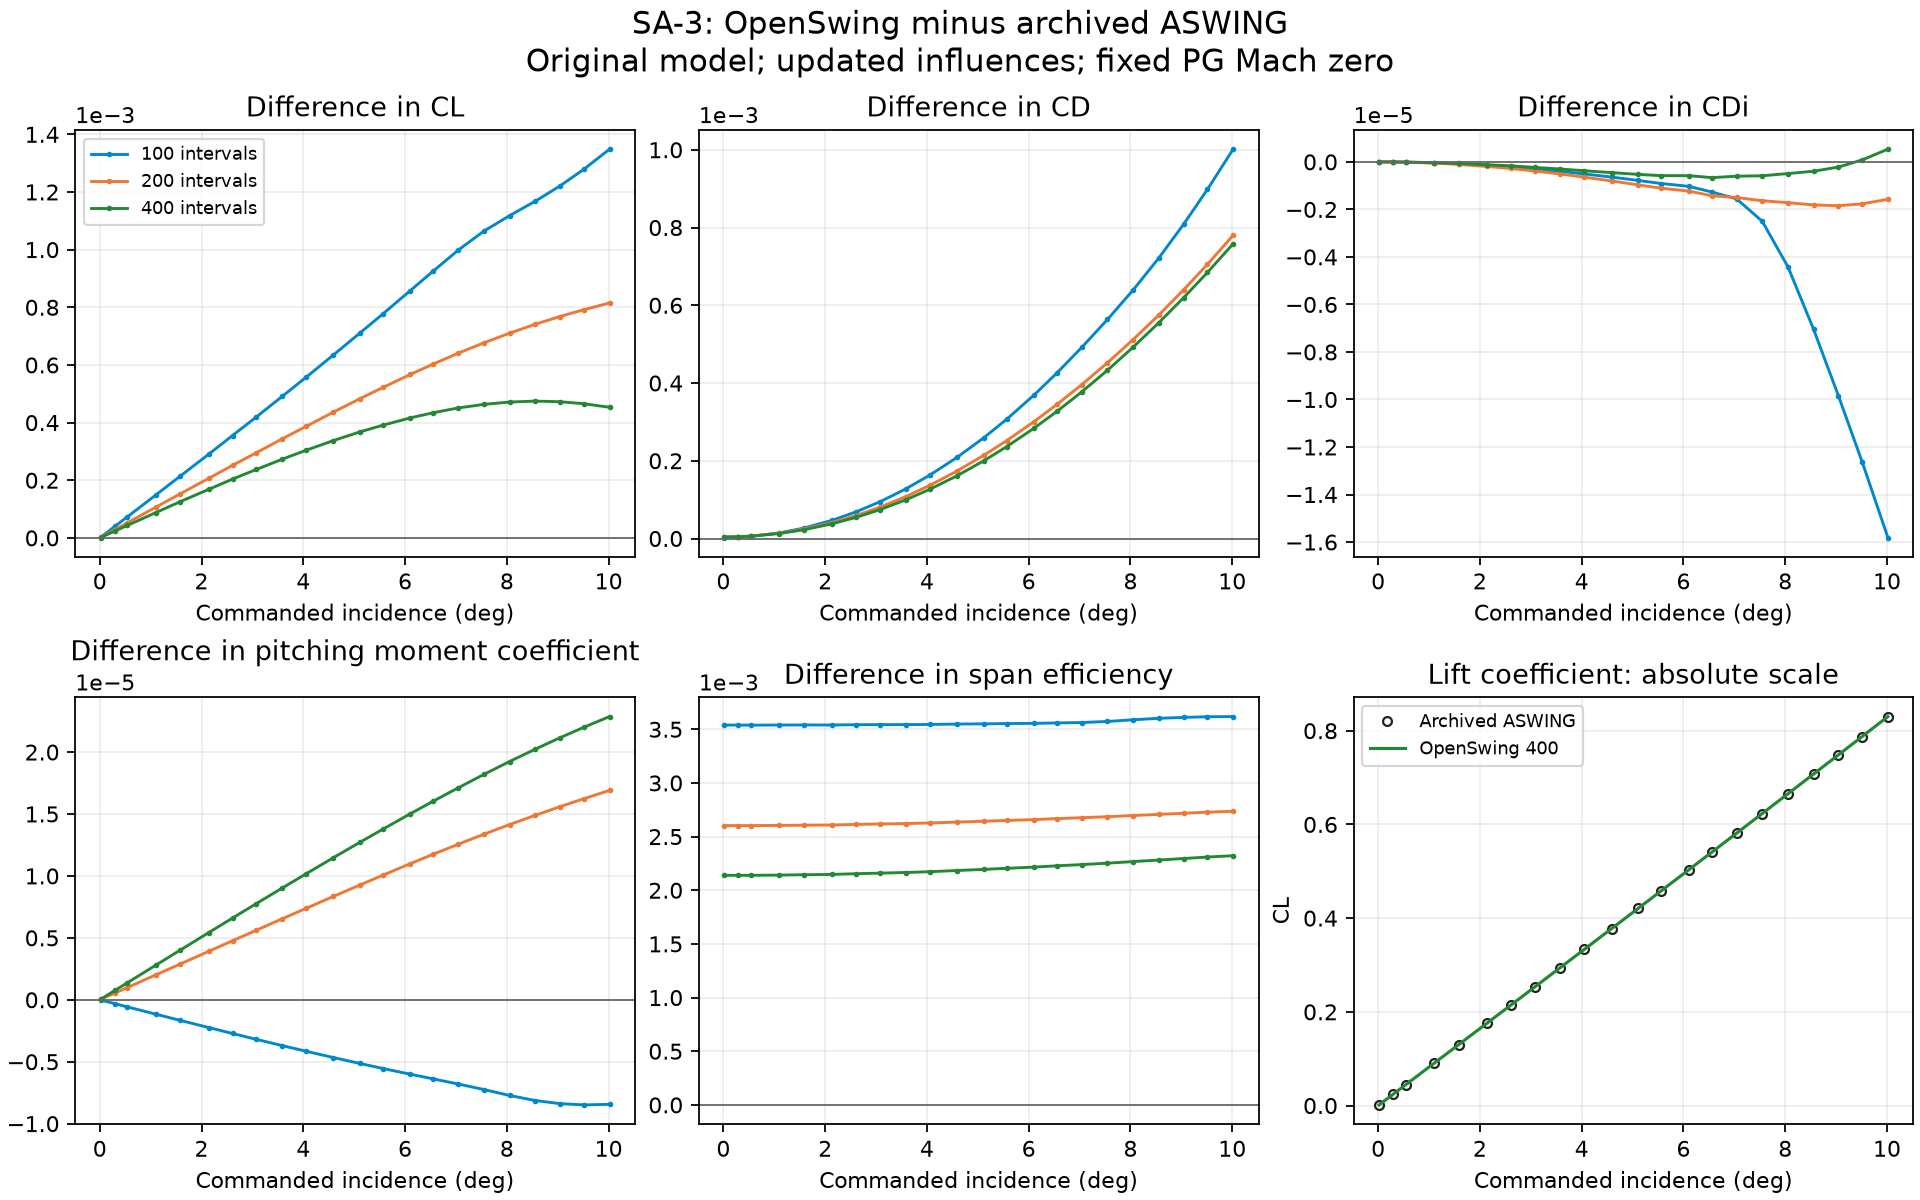 SA-3: OpenSwing minus archived ASWING
Original model; updated influences; fixed PG Mach zero
Difference in CL
1e−3
1.4
1.2
1.0
0.8
0.6
0.4
0.2
0.0
100 intervals
200 intervals
400 intervals
0 2 4 6 8 10
Commanded incidence (deg)
Difference in CD
1e−3
1.0
0.8
0.6
0.4
0.2
0.0
0 2 4 6 8 10
Commanded incidence (deg)
Difference in CDi
1e−5
0.0
−0.2
−0.4
−0.6
−0.8
−1.0
−1.2
−1.4
−1.6
0 2 4 6 8 10
Commanded incidence (deg)
Difference in pitching moment coefficient
1e−5
2.0
1.5
1.0
0.5
0.0
−0.5
−1.0
0 2 4 6 8 10
Commanded incidence (deg)
Difference in span efficiency
1e−3
3.5
3.0
2.5
2.0
1.5
1.0
0.5
0.0
0 2 4 6 8 10
Commanded incidence (deg)
Lift coefficient: absolute scale
CL
0.8
0.6
0.4
0.2
0.0
Archived ASWING
OpenSwing 400
0 2 4 6 8 10
Commanded incidence (deg)